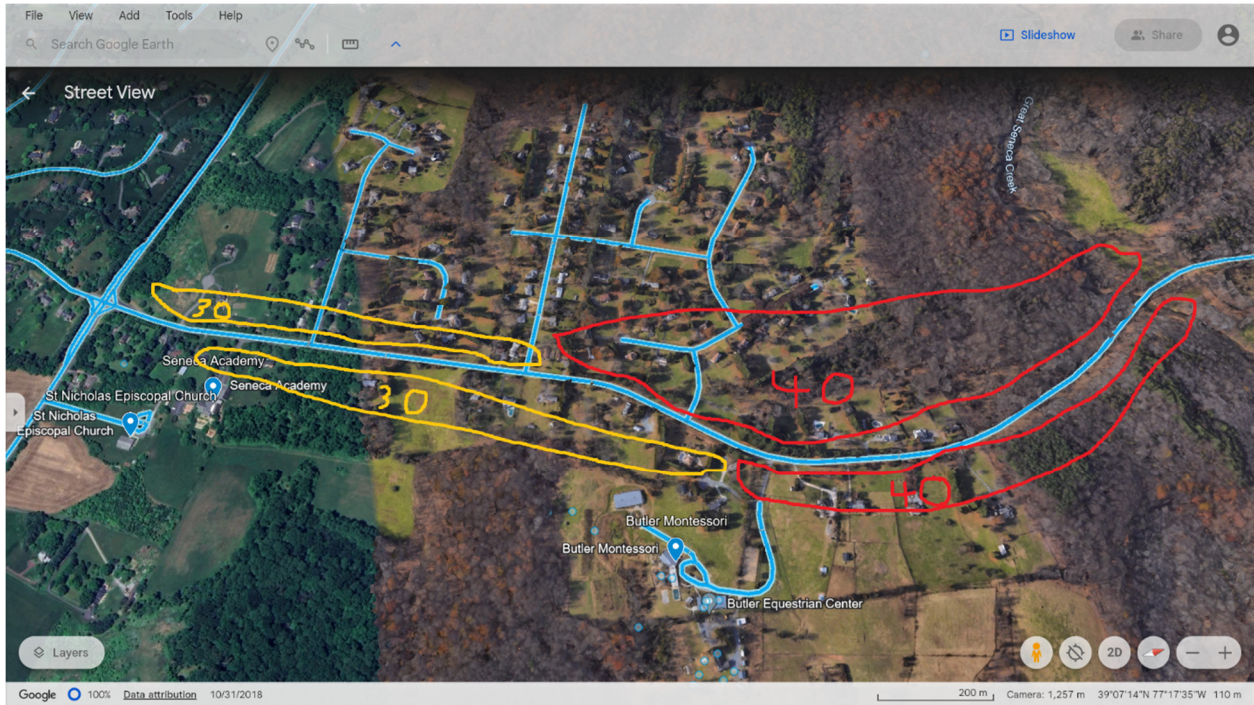 File View Add Tools Help
Search Google Earth
Slideshow
Share
Street View
Great Seneca Creek
30
Seneca Academy
Seneca Academy
30
40
St Nicholas Episcopal Church
St Nicholas
Episcopal Church
40
Butler Montessori
Butler Montessori
Butler Equestrian Center
Layers
2D
Google 100% Data attribution 10/31/2018 200 m Camera: 1,257 m 39°07'14"N 77°17'35"W 110 m